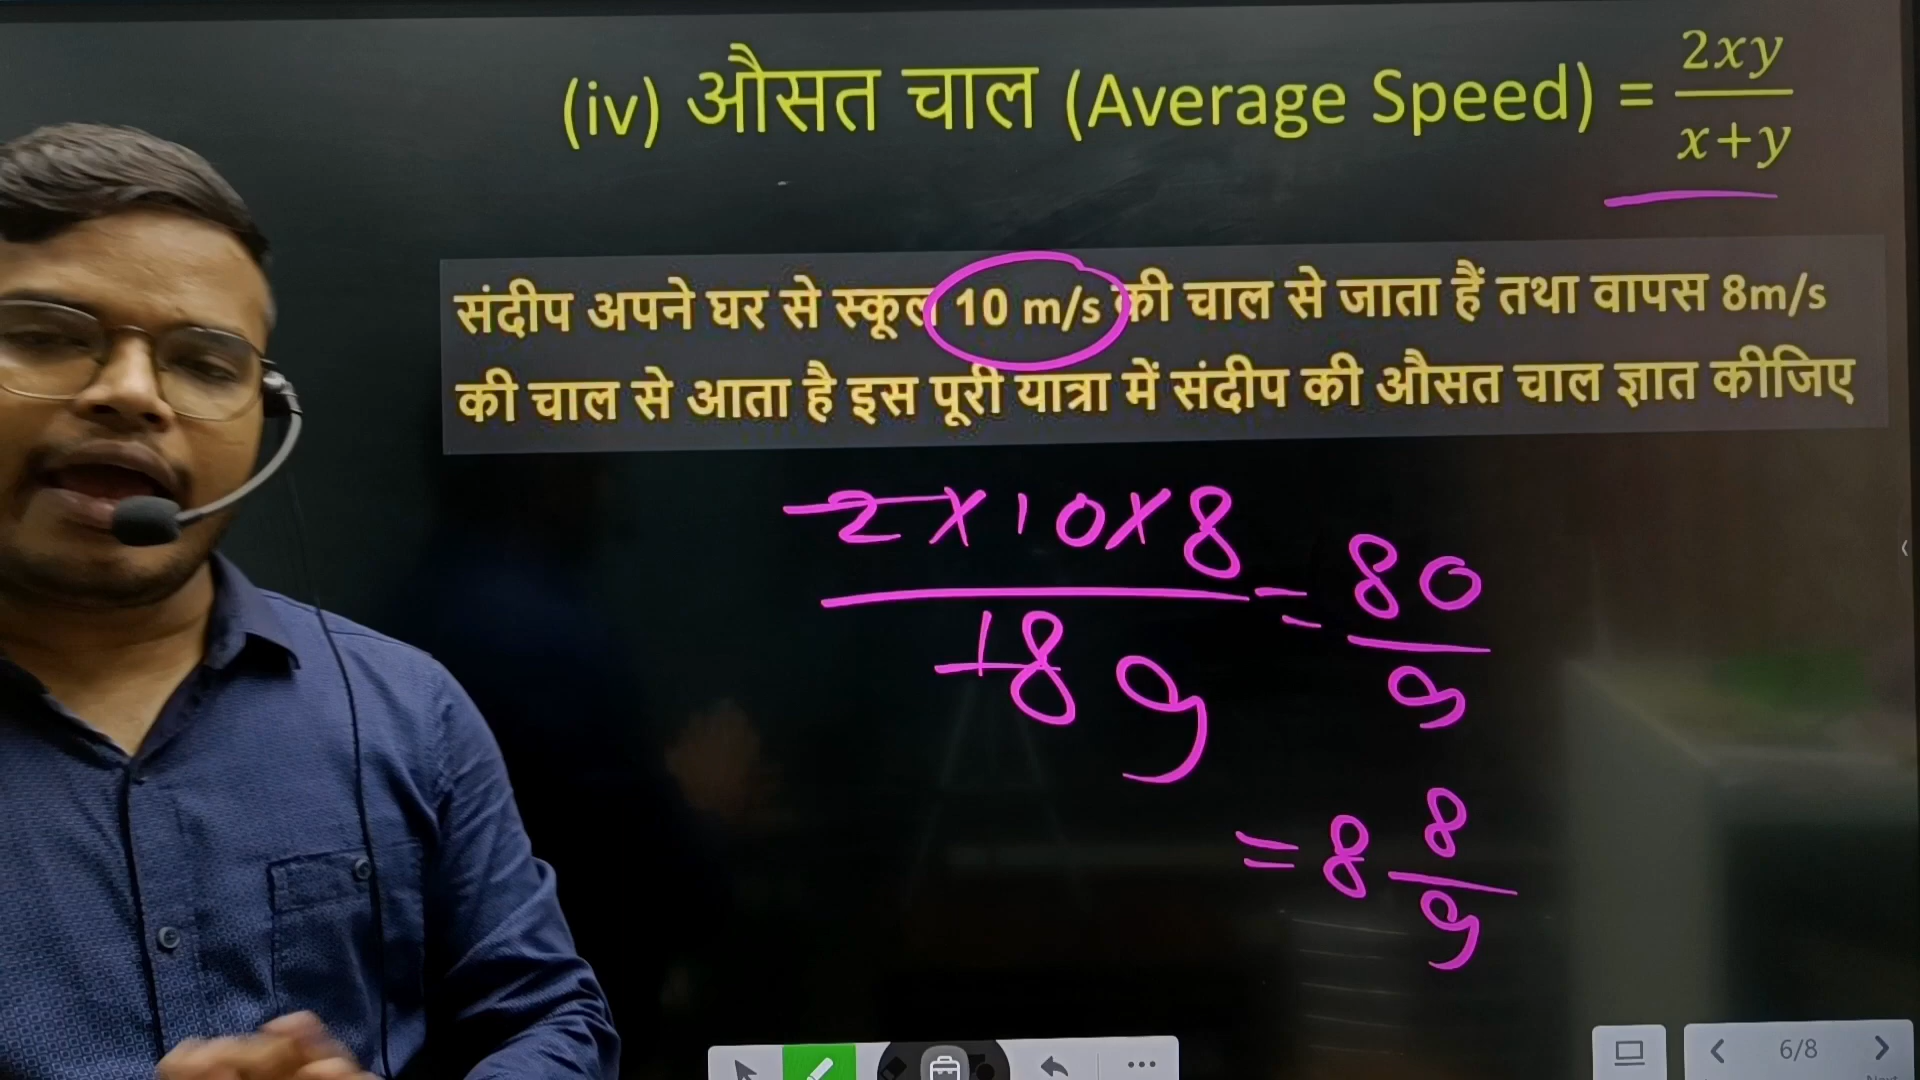 (iv) औसत चाल (Average Speed) = 2xy / x+y
संदीप अपने घर से स्कूल 10 m/s की चाल से जाता हैं तथा वापस 8m/s
की चाल से आता है इस पूरी यात्रा में संदीप की औसत चाल ज्ञात कीजिए
2×10×8 / 18 9 = 80 / 9
= 8 8/9
6/8